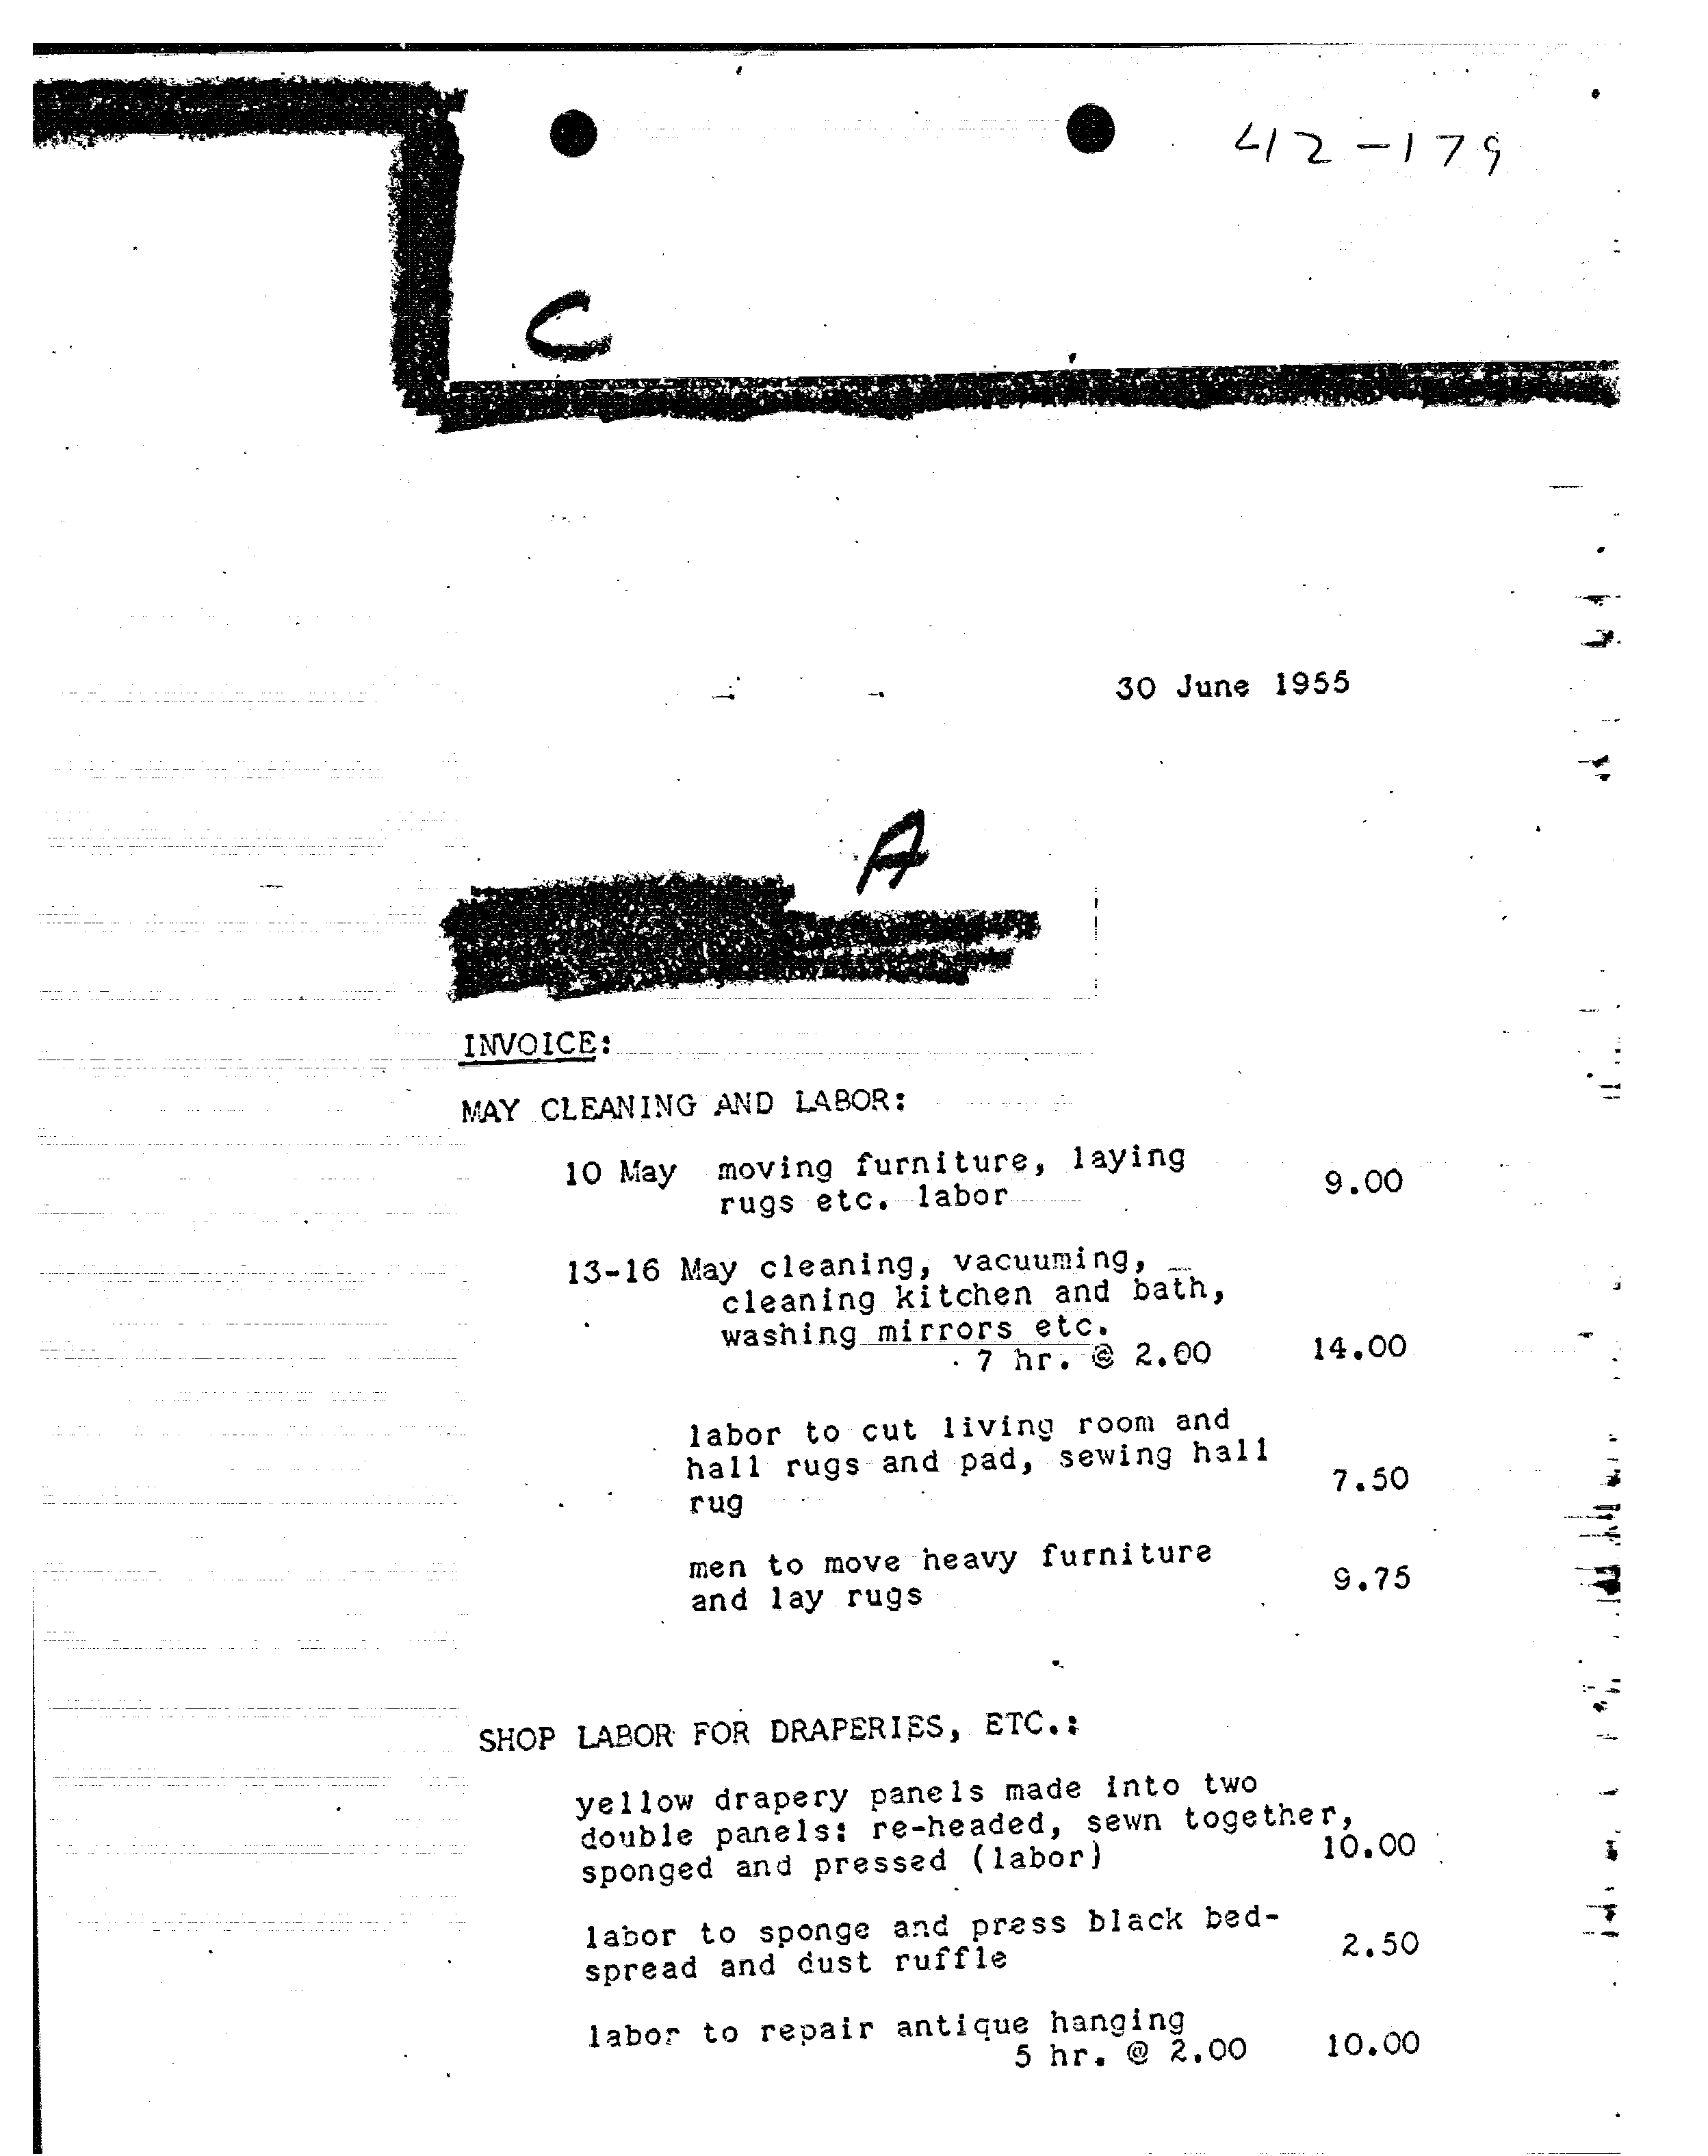 42-179
C
30 June 1955
A
INVOICE:
MAY CLEANING AND LABOR:
10 May moving furniture, laying
rugs etc. labor 9.00
13-16 May cleaning, vacuuming,
cleaning kitchen and bath,
washing mirrors etc.
7 hr. @ 2.00 14.00
labor to cut living room and
hall rugs and pad, sewing hall
rug 7.50
men to move heavy furniture
and lay rugs 9.75
SHOP LABOR FOR DRAPERIES, ETC.:
yellow drapery panels made into two
double panels: re-headed, sewn together,
sponged and pressed (labor) 10.00
labor to sponge and press black bed-
spread and dust ruffle 2.50
labor to repair antique hanging
5 hr. @ 2.00 10.00